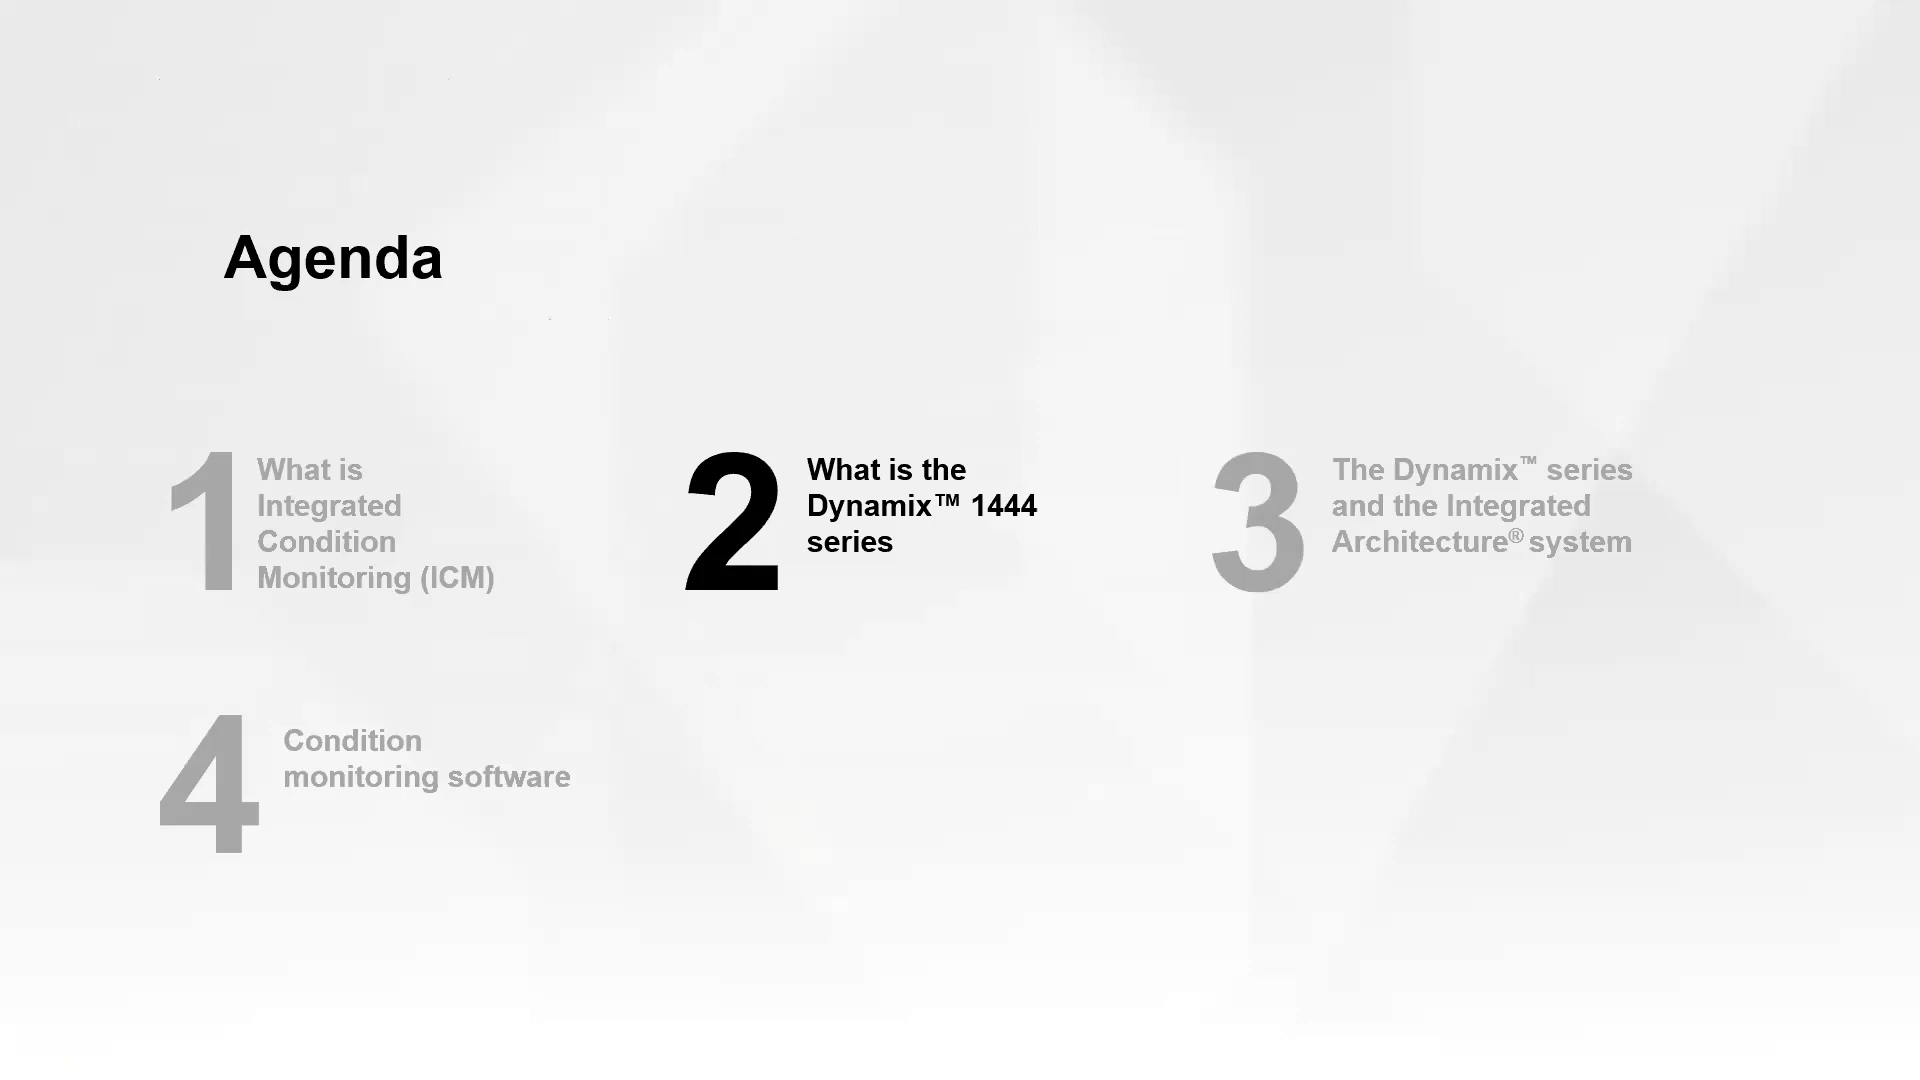 Agenda
1
What is
Integrated
Condition
Monitoring (ICM)
2
What is the
Dynamix™ 1444
series
3
The Dynamix™ series
and the Integrated
Architecture® system
4
Condition
monitoring software